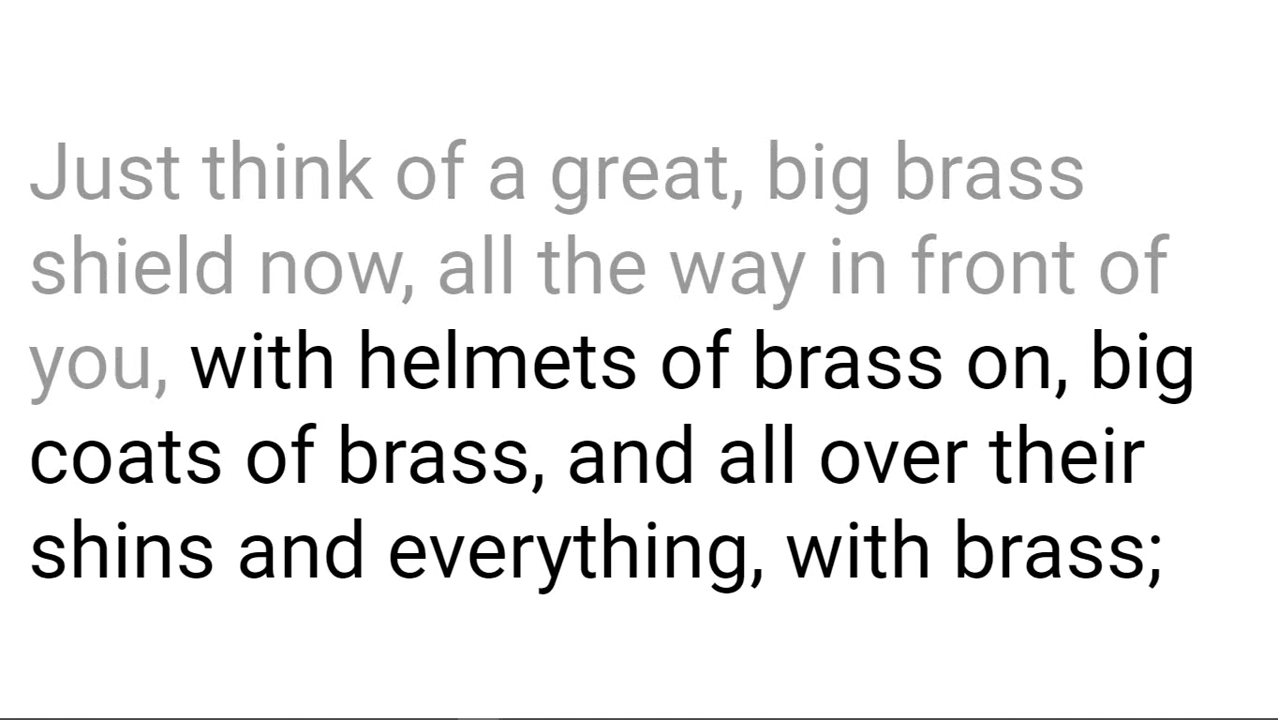 Just think of a great, big brass
shield now, all the way in front of
you, with helmets of brass on, big
coats of brass, and all over their
shins and everything, with brass;